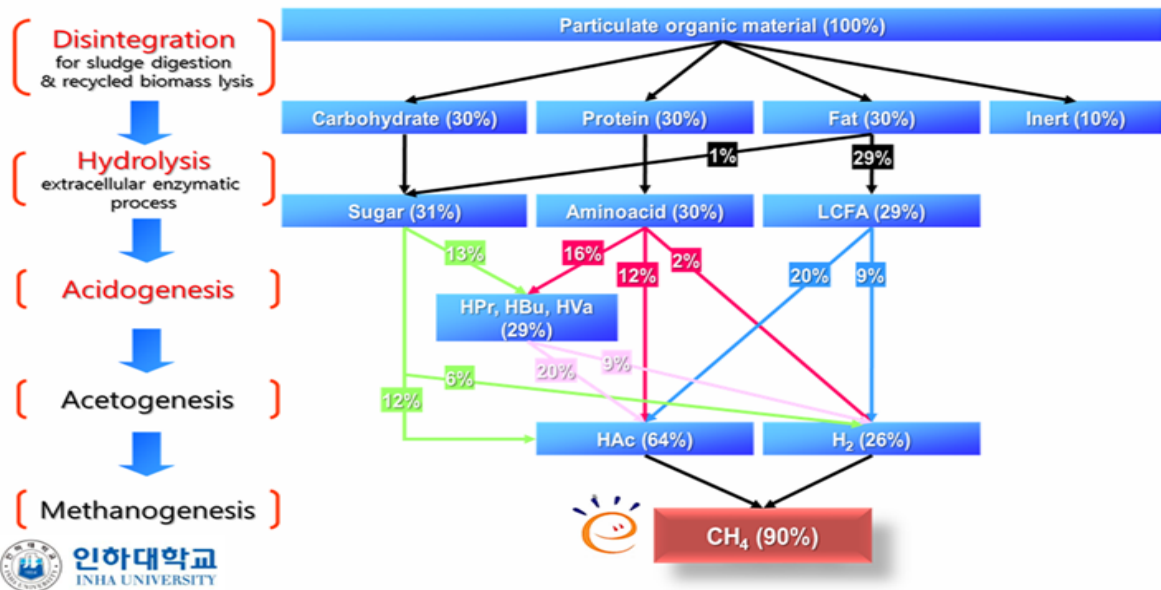 Disintegration
for sludge digestion
& recycled biomass lysis
Particulate organic material (100%)
Carbohydrate (30%)
Protein (30%)
Fat (30%)
Inert (10%)
Hydrolysis
extracellular enzymatic
process
1%
29%
Sugar (31%)
Aminoacid (30%)
LCFA (29%)
Acidogenesis
13%
16%
12%
2%
20%
9%
HPr, HBu, HVa
(29%)
Acetogenesis
20%
9%
6%
12%
HAc (64%)
H₂ (26%)
Methanogenesis
CH₄ (90%)
인하대학교
INHA UNIVERSITY